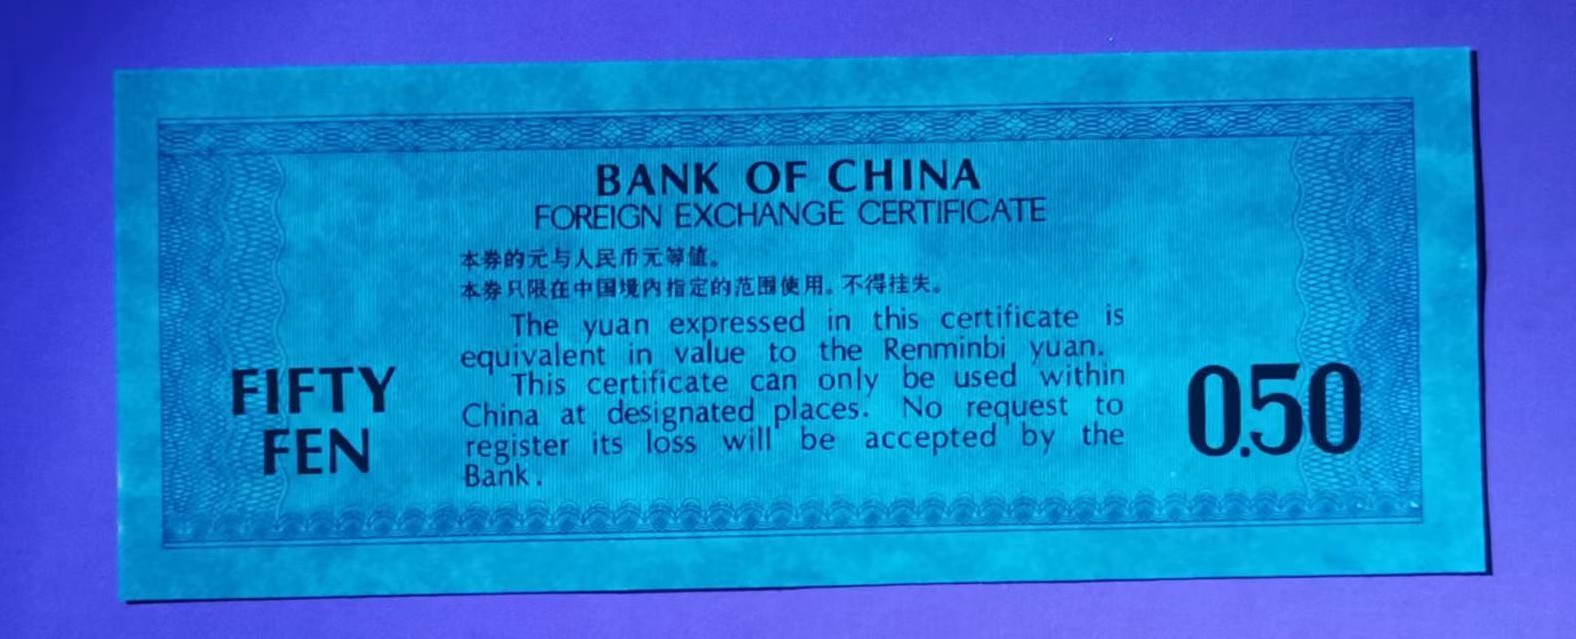 BANK OF CHINA
FOREIGN EXCHANGE CERTIFICATE
本券的元与人民币元等值。
本券只限在中国境内指定的范围使用。不得挂失。
The yuan expressed in this certificate is
equivalent in value to the Renminbi yuan.
This certificate can only be used within
China at designated places. No request to
register its loss will be accepted by the
Bank.
FIFTY
FEN
0.50